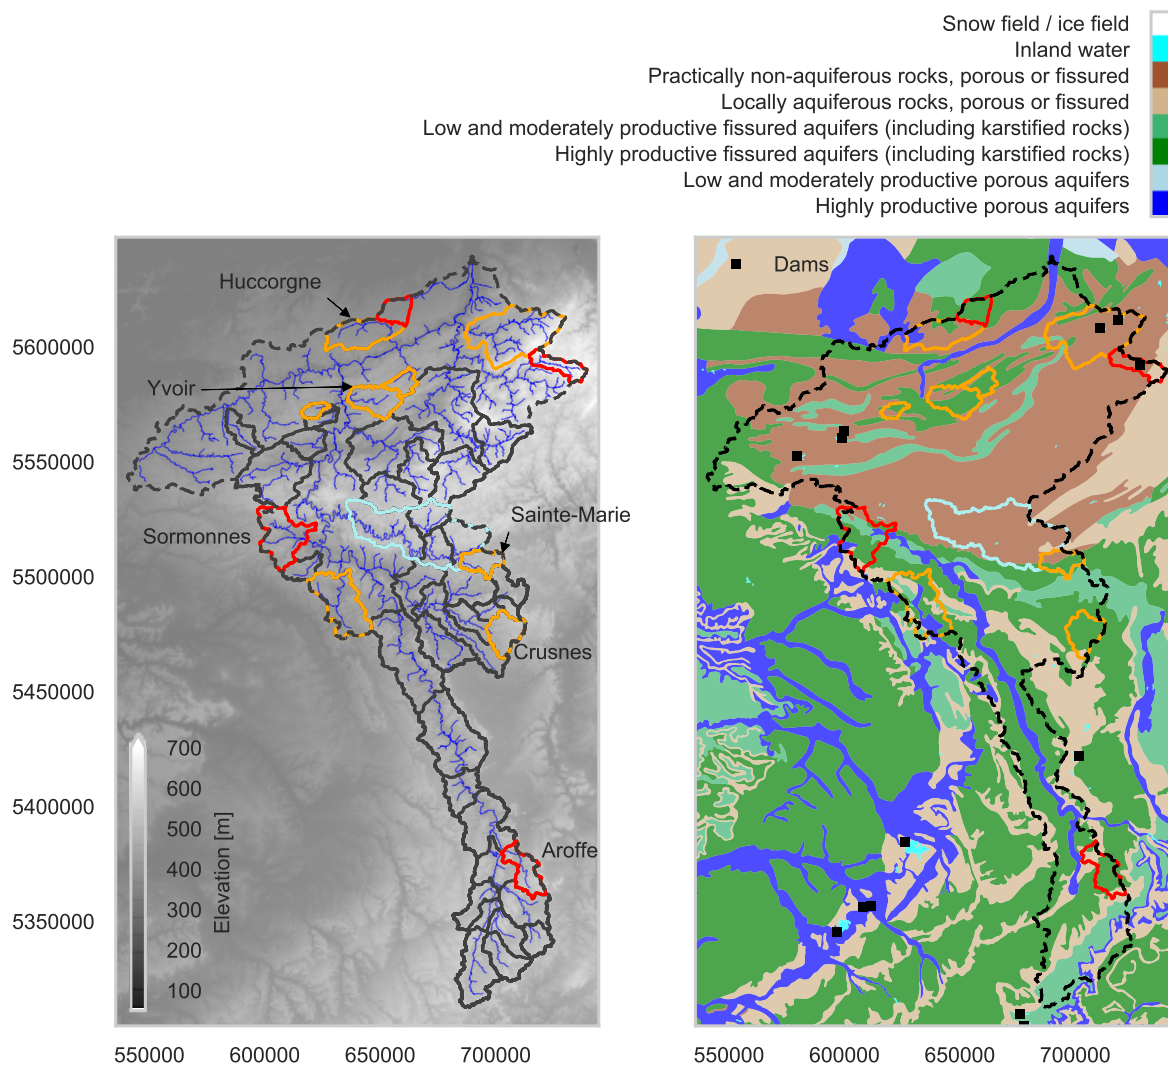 Snow field / ice field
Inland water
Practically non-aquiferous rocks, porous or fissured
Locally aquiferous rocks, porous or fissured
Low and moderately productive fissured aquifers (including karstified rocks)
Highly productive fissured aquifers (including karstified rocks)
Low and moderately productive porous aquifers
Highly productive porous aquifers
Huccorgne
Dams
5600000
Yvoir
5550000
Sainte-Marie
Sormonnes
5500000
Crusnes
5450000
700
600
500
400
300
200
100
Elevation [m]
5400000
Aroffe
5350000
550000 600000 650000 700000
550000 600000 650000 700000